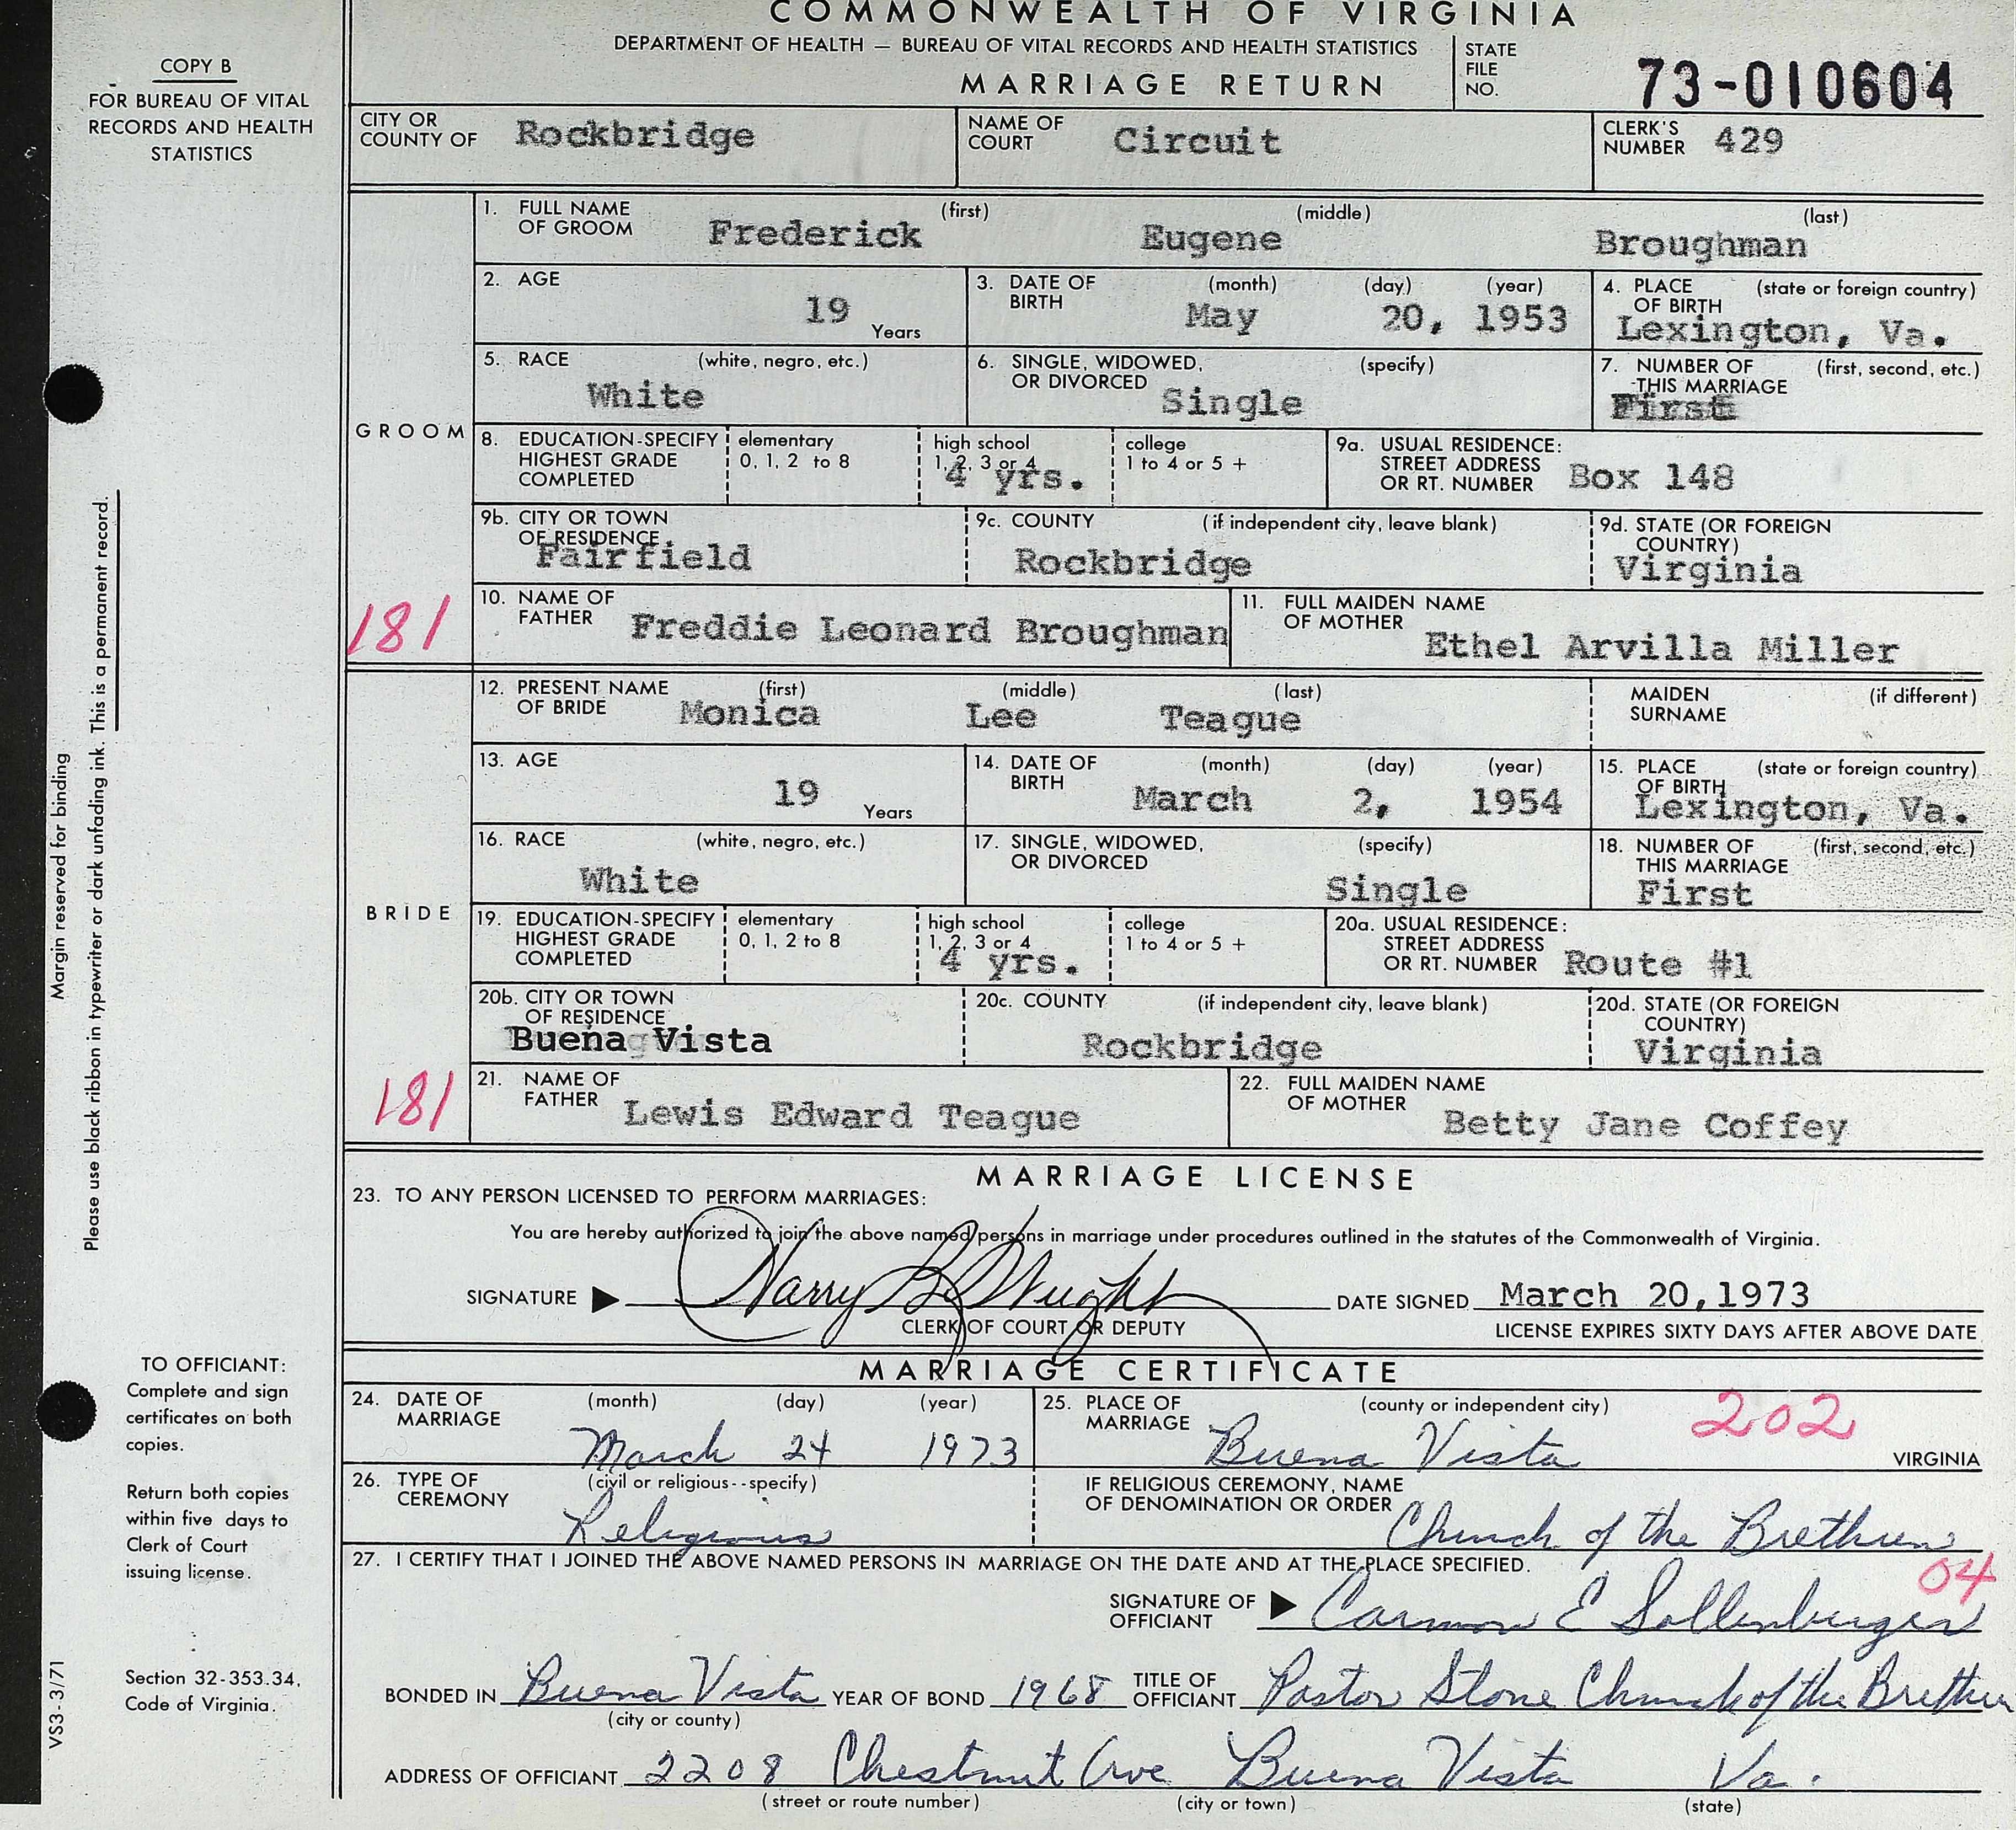 COMMONWEALTH OF VIRGINIA
DEPARTMENT OF HEALTH — BUREAU OF VITAL RECORDS AND HEALTH STATISTICS
MARRIAGE RETURN
STATE FILE NO. 73-010604
COPY B
FOR BUREAU OF VITAL
RECORDS AND HEALTH
STATISTICS
CITY OR COUNTY OF Rockbridge NAME OF COURT Circuit CLERK'S NUMBER 429
GROOM
1. FULL NAME OF GROOM (first) Frederick (middle) Eugene (last) Broughman
2. AGE 19 Years 3. DATE OF BIRTH (month) May (day) 20, (year) 1953 4. PLACE OF BIRTH (state or foreign country) Lexington, Va.
5. RACE (white, negro, etc.) White 6. SINGLE, WIDOWED, OR DIVORCED (specify) Single 7. NUMBER OF THIS MARRIAGE (first, second, etc.) First
8. EDUCATION-SPECIFY HIGHEST GRADE COMPLETED elementary 0, 1, 2 to 8 high school 1, 2, 3 or 4 4 yrs. college 1 to 4 or 5 + 9a. USUAL RESIDENCE: STREET ADDRESS OR RT. NUMBER Box 148
9b. CITY OR TOWN OF RESIDENCE Fairfield 9c. COUNTY (if independent city, leave blank) Rockbridge 9d. STATE (OR FOREIGN COUNTRY) Virginia
181
10. NAME OF FATHER Freddie Leonard Broughman 11. FULL MAIDEN NAME OF MOTHER Ethel Arvilla Miller
BRIDE
12. PRESENT NAME OF BRIDE (first) Monica (middle) Lee (last) Teague MAIDEN SURNAME (if different)
13. AGE 19 Years 14. DATE OF BIRTH (month) March (day) 2, (year) 1954 15. PLACE OF BIRTH (state or foreign country) Lexington, Va.
16. RACE (white, negro, etc.) White 17. SINGLE, WIDOWED, OR DIVORCED (specify) Single 18. NUMBER OF THIS MARRIAGE (first, second, etc.) First
19. EDUCATION-SPECIFY HIGHEST GRADE COMPLETED elementary 0, 1, 2 to 8 high school 1, 2, 3 or 4 4 yrs. college 1 to 4 or 5 + 20a. USUAL RESIDENCE: STREET ADDRESS OR RT. NUMBER Route #1
20b. CITY OR TOWN OF RESIDENCE Buena Vista 20c. COUNTY (if independent city, leave blank) Rockbridge 20d. STATE (OR FOREIGN COUNTRY) Virginia
181
21. NAME OF FATHER Lewis Edward Teague 22. FULL MAIDEN NAME OF MOTHER Betty Jane Coffey
MARRIAGE LICENSE
23. TO ANY PERSON LICENSED TO PERFORM MARRIAGES:
You are hereby authorized to join the above named persons in marriage under procedures outlined in the statutes of the Commonwealth of Virginia.
SIGNATURE Harry B. Wright DATE SIGNED March 20,1973
CLERK OF COURT OR DEPUTY LICENSE EXPIRES SIXTY DAYS AFTER ABOVE DATE
MARRIAGE CERTIFICATE
24. DATE OF MARRIAGE (month) March (day) 24 (year) 1973 25. PLACE OF MARRIAGE (county or independent city) Buena Vista 202 VIRGINIA
26. TYPE OF CEREMONY (civil or religious--specify) Religious IF RELIGIOUS CEREMONY, NAME OF DENOMINATION OR ORDER Church of the Brethren
27. I CERTIFY THAT I JOINED THE ABOVE NAMED PERSONS IN MARRIAGE ON THE DATE AND AT THE PLACE SPECIFIED.
04
SIGNATURE OF OFFICIANT Carmon E Sollenberger
BONDED IN Buena Vista YEAR OF BOND 1968 TITLE OF OFFICIANT Pastor Stone Church of the Brethren
(city or county)
ADDRESS OF OFFICIANT 2208 Chestnut Ave Buena Vista Va.
(street or route number) (city or town) (state)
Margin reserved for binding
Please use black ribbon in typewriter or dark unfading ink. This is a permanent record.
TO OFFICIANT:
Complete and sign
certificates on both
copies.
Return both copies
within five days to
Clerk of Court
issuing license.
Section 32-353.34,
Code of Virginia.
VS3-3/71